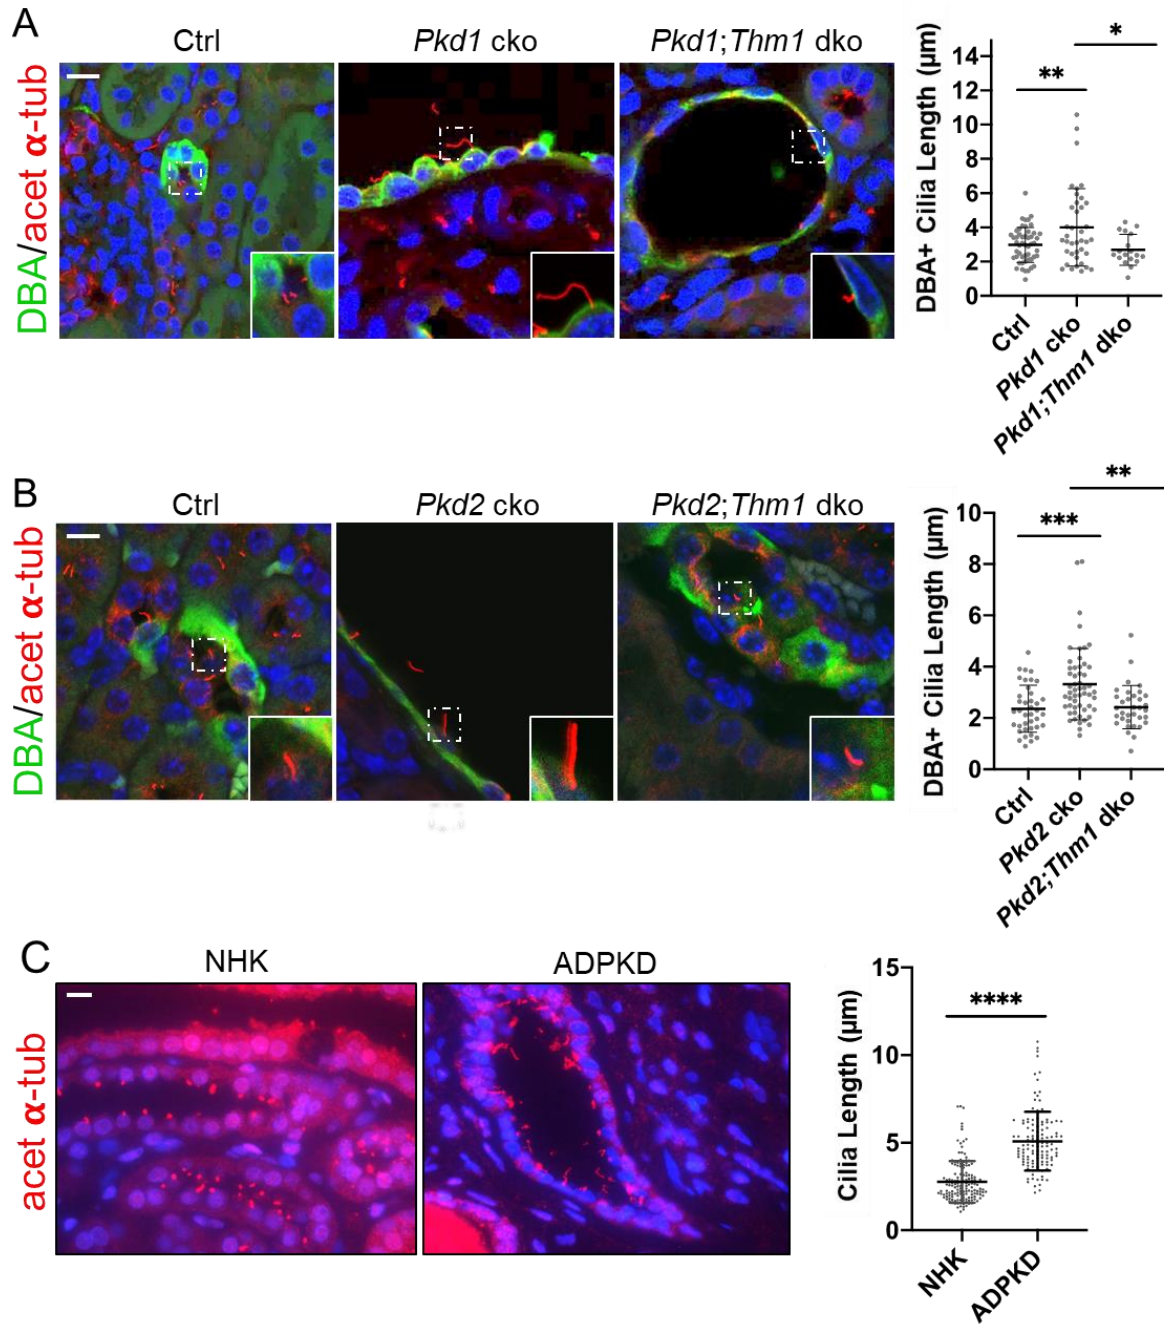 A
Ctrl
Pkd1 cko
Pkd1;Thm1 dko
DBA/acet α-tub
DBA+ Cilia Length (μm)
14
12
10
8
6
4
2
0
**
*
Ctrl
Pkd1 cko
Pkd1;Thm1 dko
B
Ctrl
Pkd2 cko
Pkd2;Thm1 dko
DBA/acet α-tub
DBA+ Cilia Length (μm)
10
8
6
4
2
0
***
**
Ctrl
Pkd2 cko
Pkd2;Thm1 dko
C
NHK
ADPKD
acet α-tub
Cilia Length (μm)
15
10
5
0
****
NHK
ADPKD